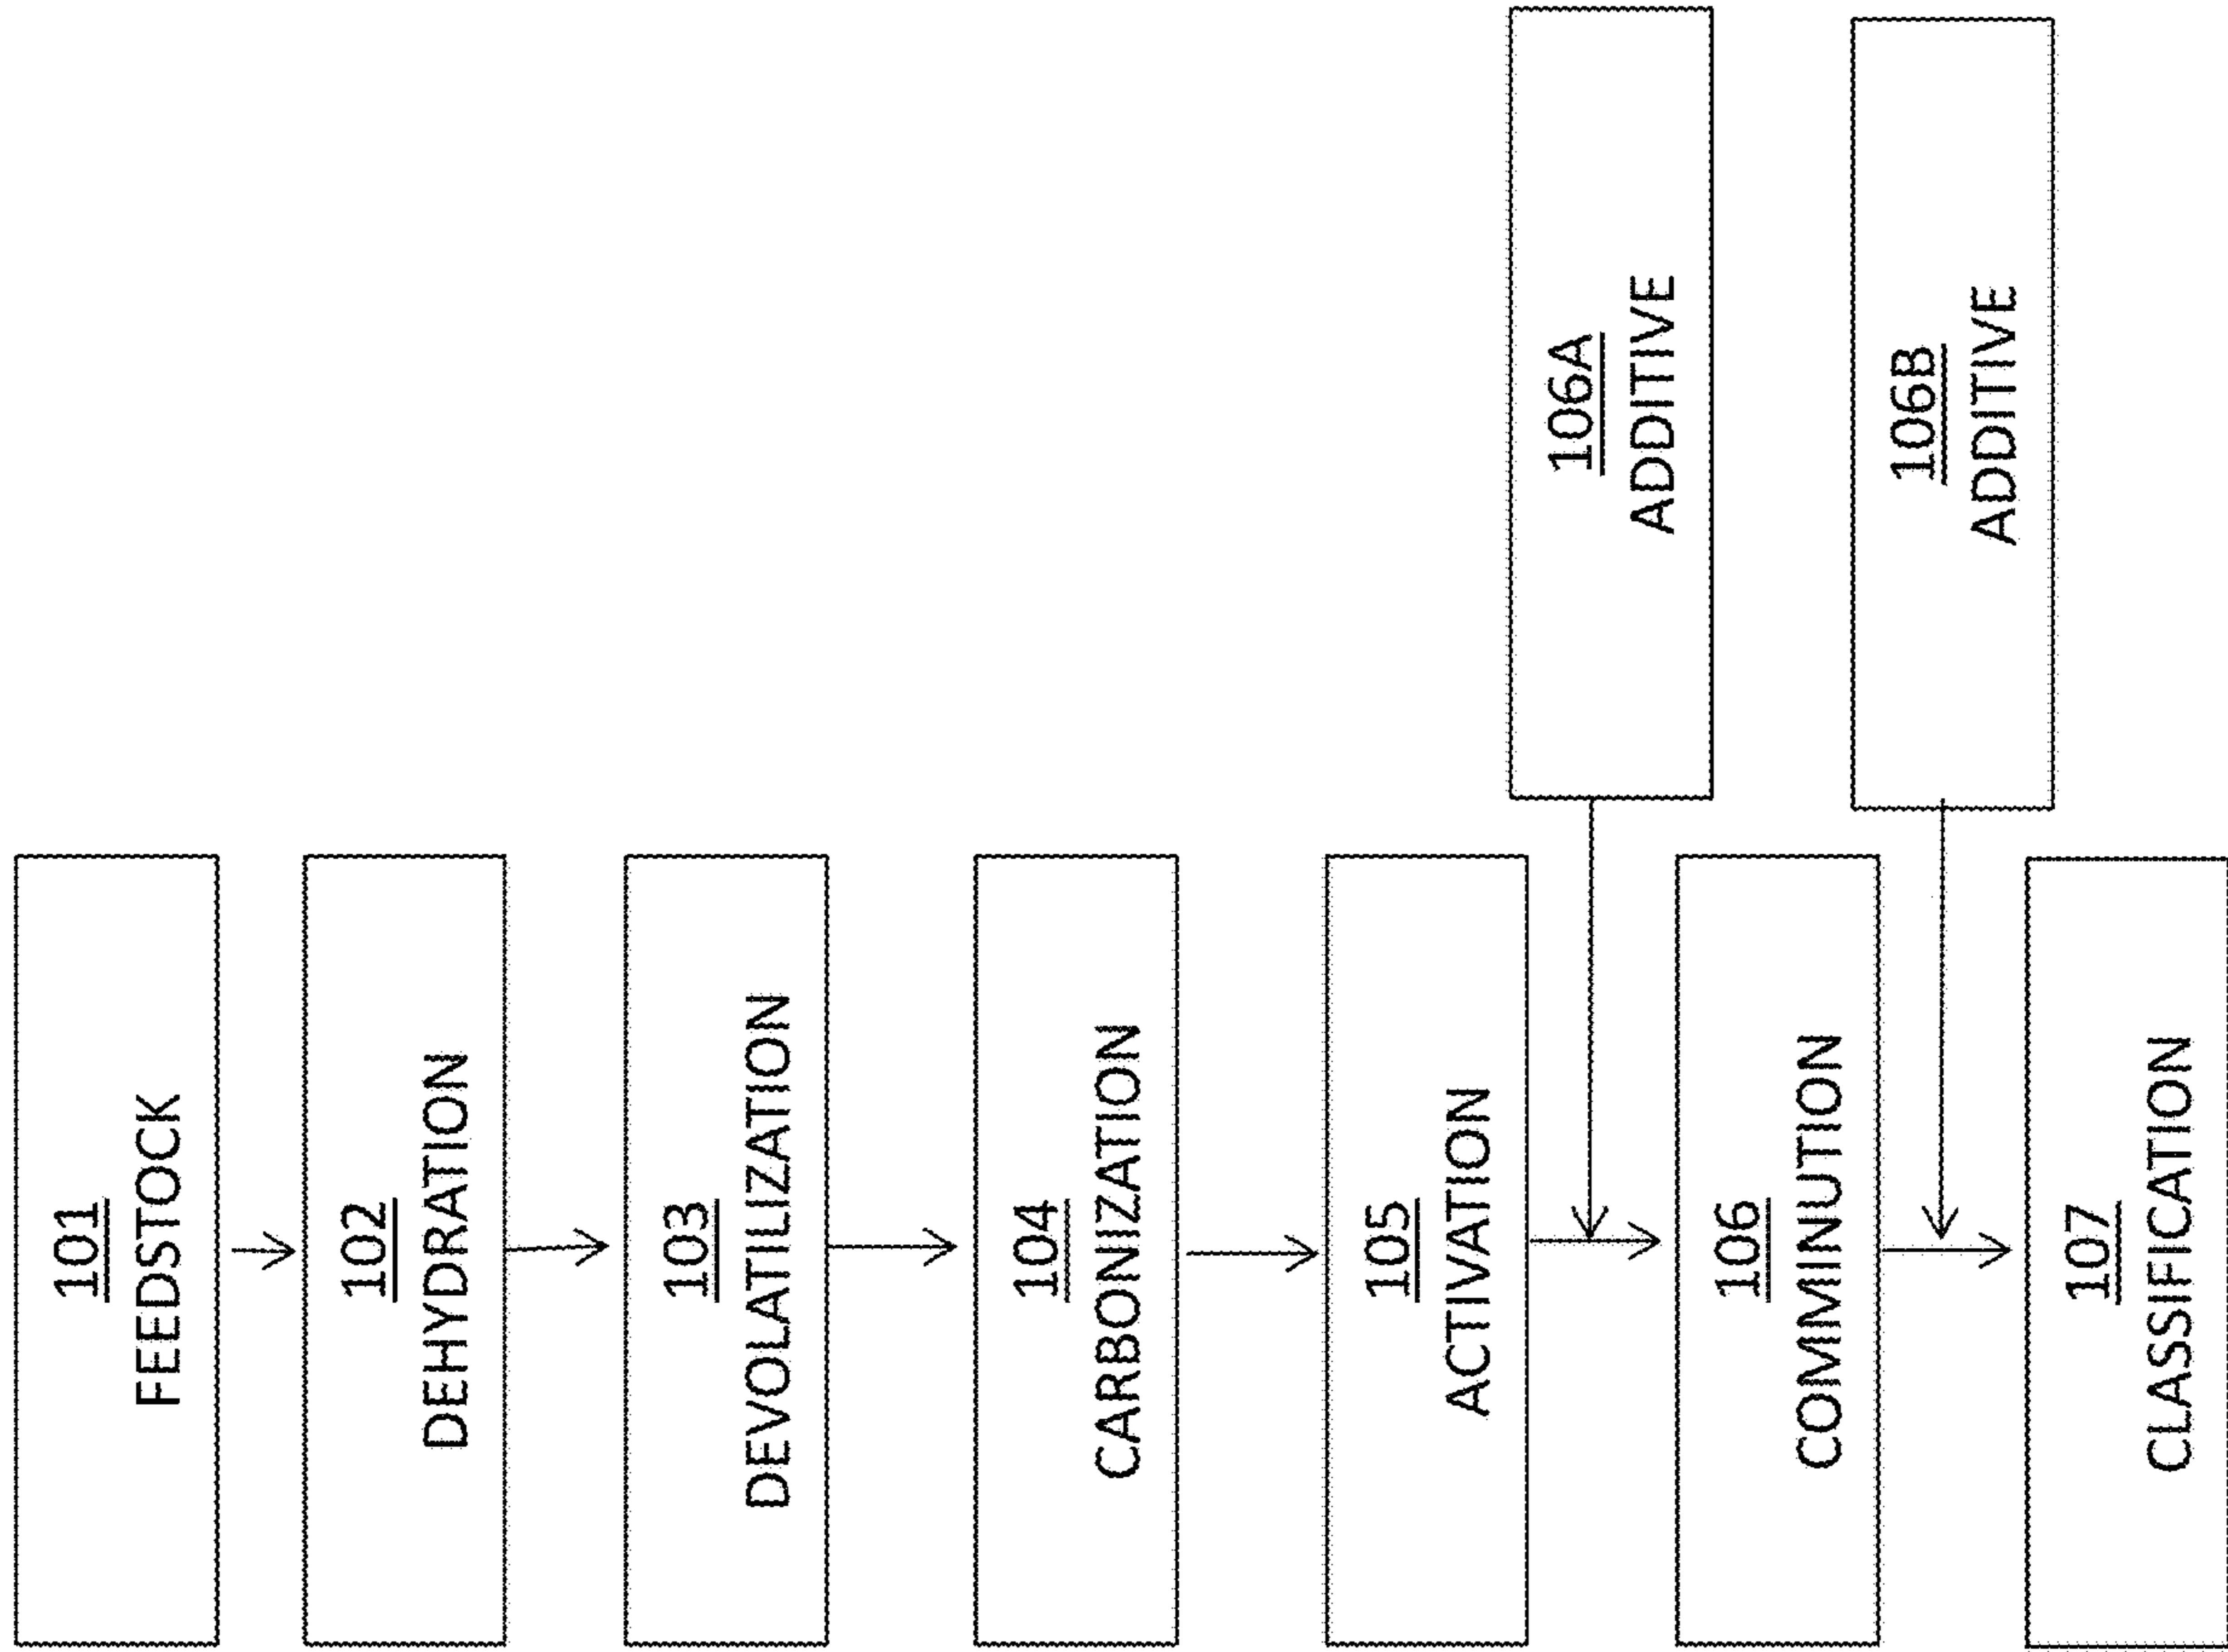 101
FEEDSTOCK
102
DEHYDRATION
103
DEVOLATILIZATION
104
CARBONIZATION
105
ACTIVATION
106A
ADDITIVE
106
COMMINUTION
106B
ADDITIVE
107
CLASSIFICATION